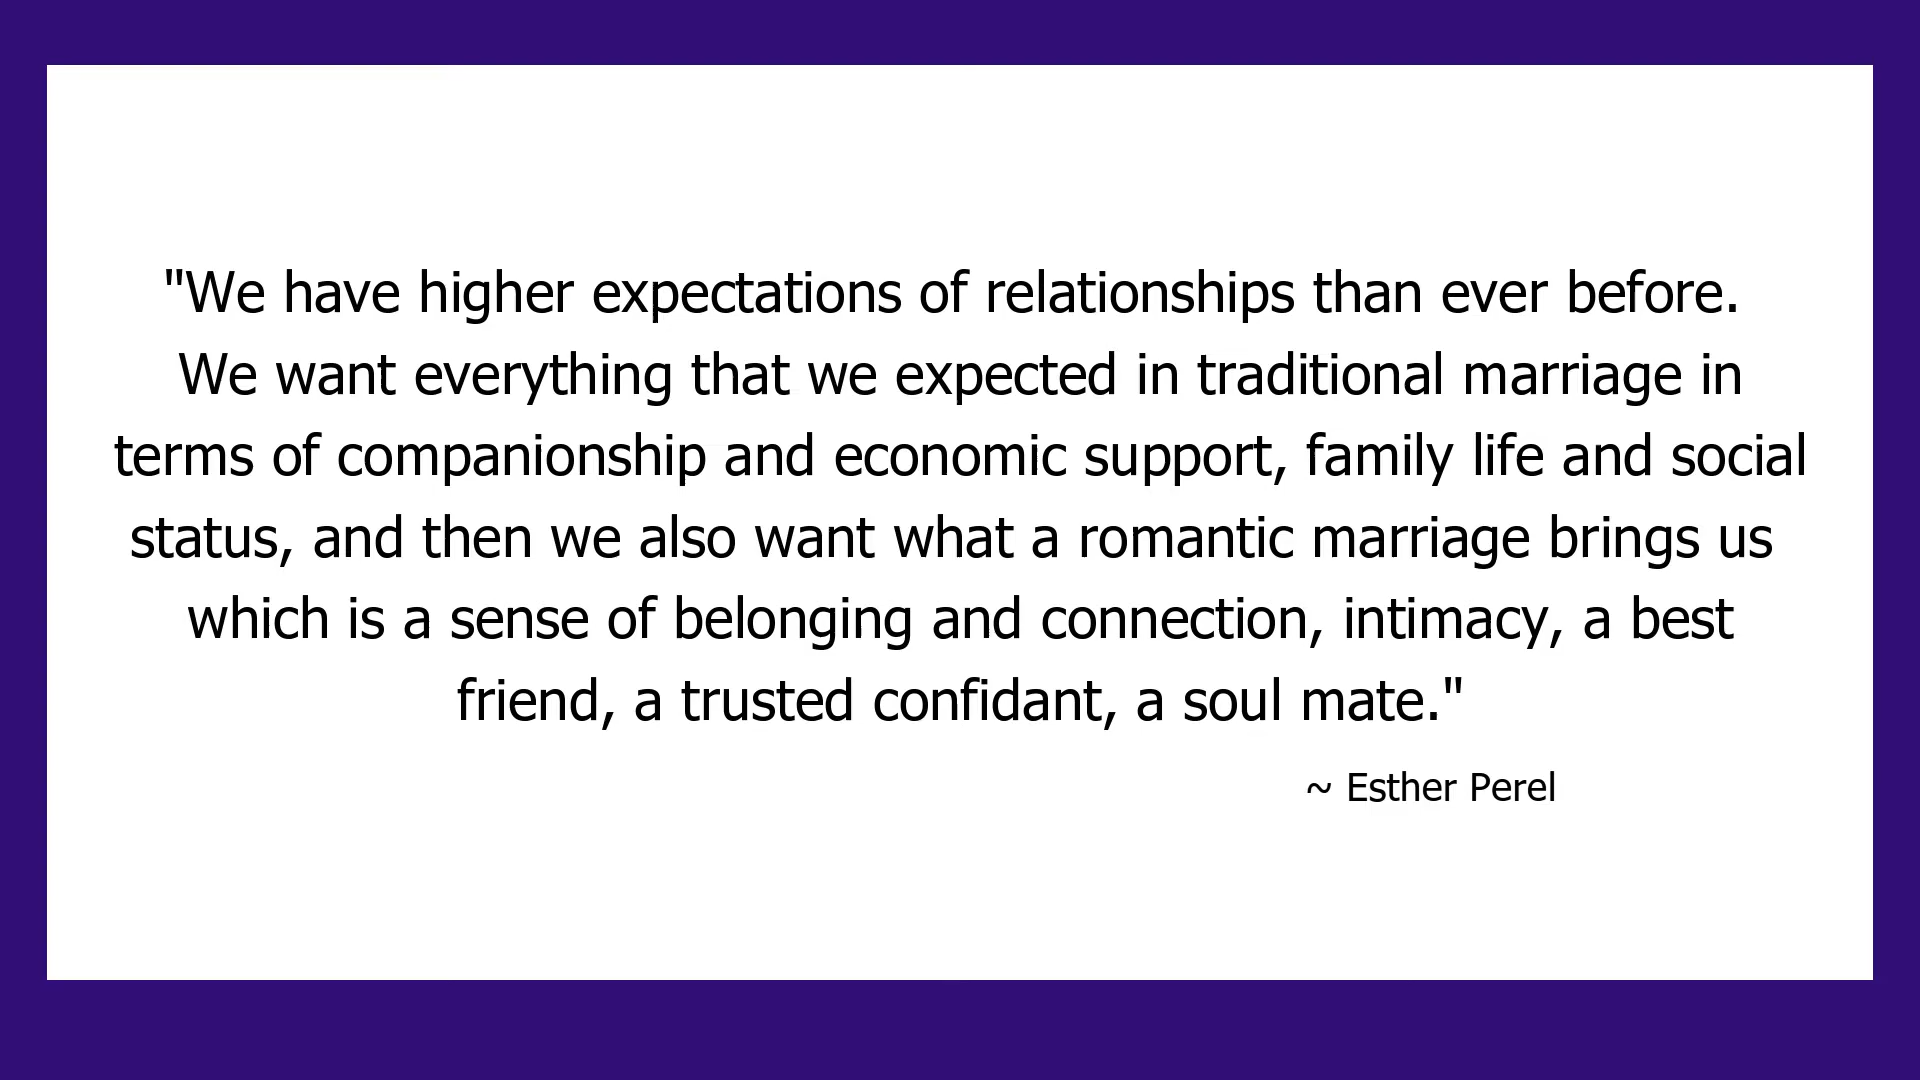 "We have higher expectations of relationships than ever before.
We want everything that we expected in traditional marriage in
terms of companionship and economic support, family life and social
status, and then we also want what a romantic marriage brings us
which is a sense of belonging and connection, intimacy, a best
friend, a trusted confidant, a soul mate."
~ Esther Perel